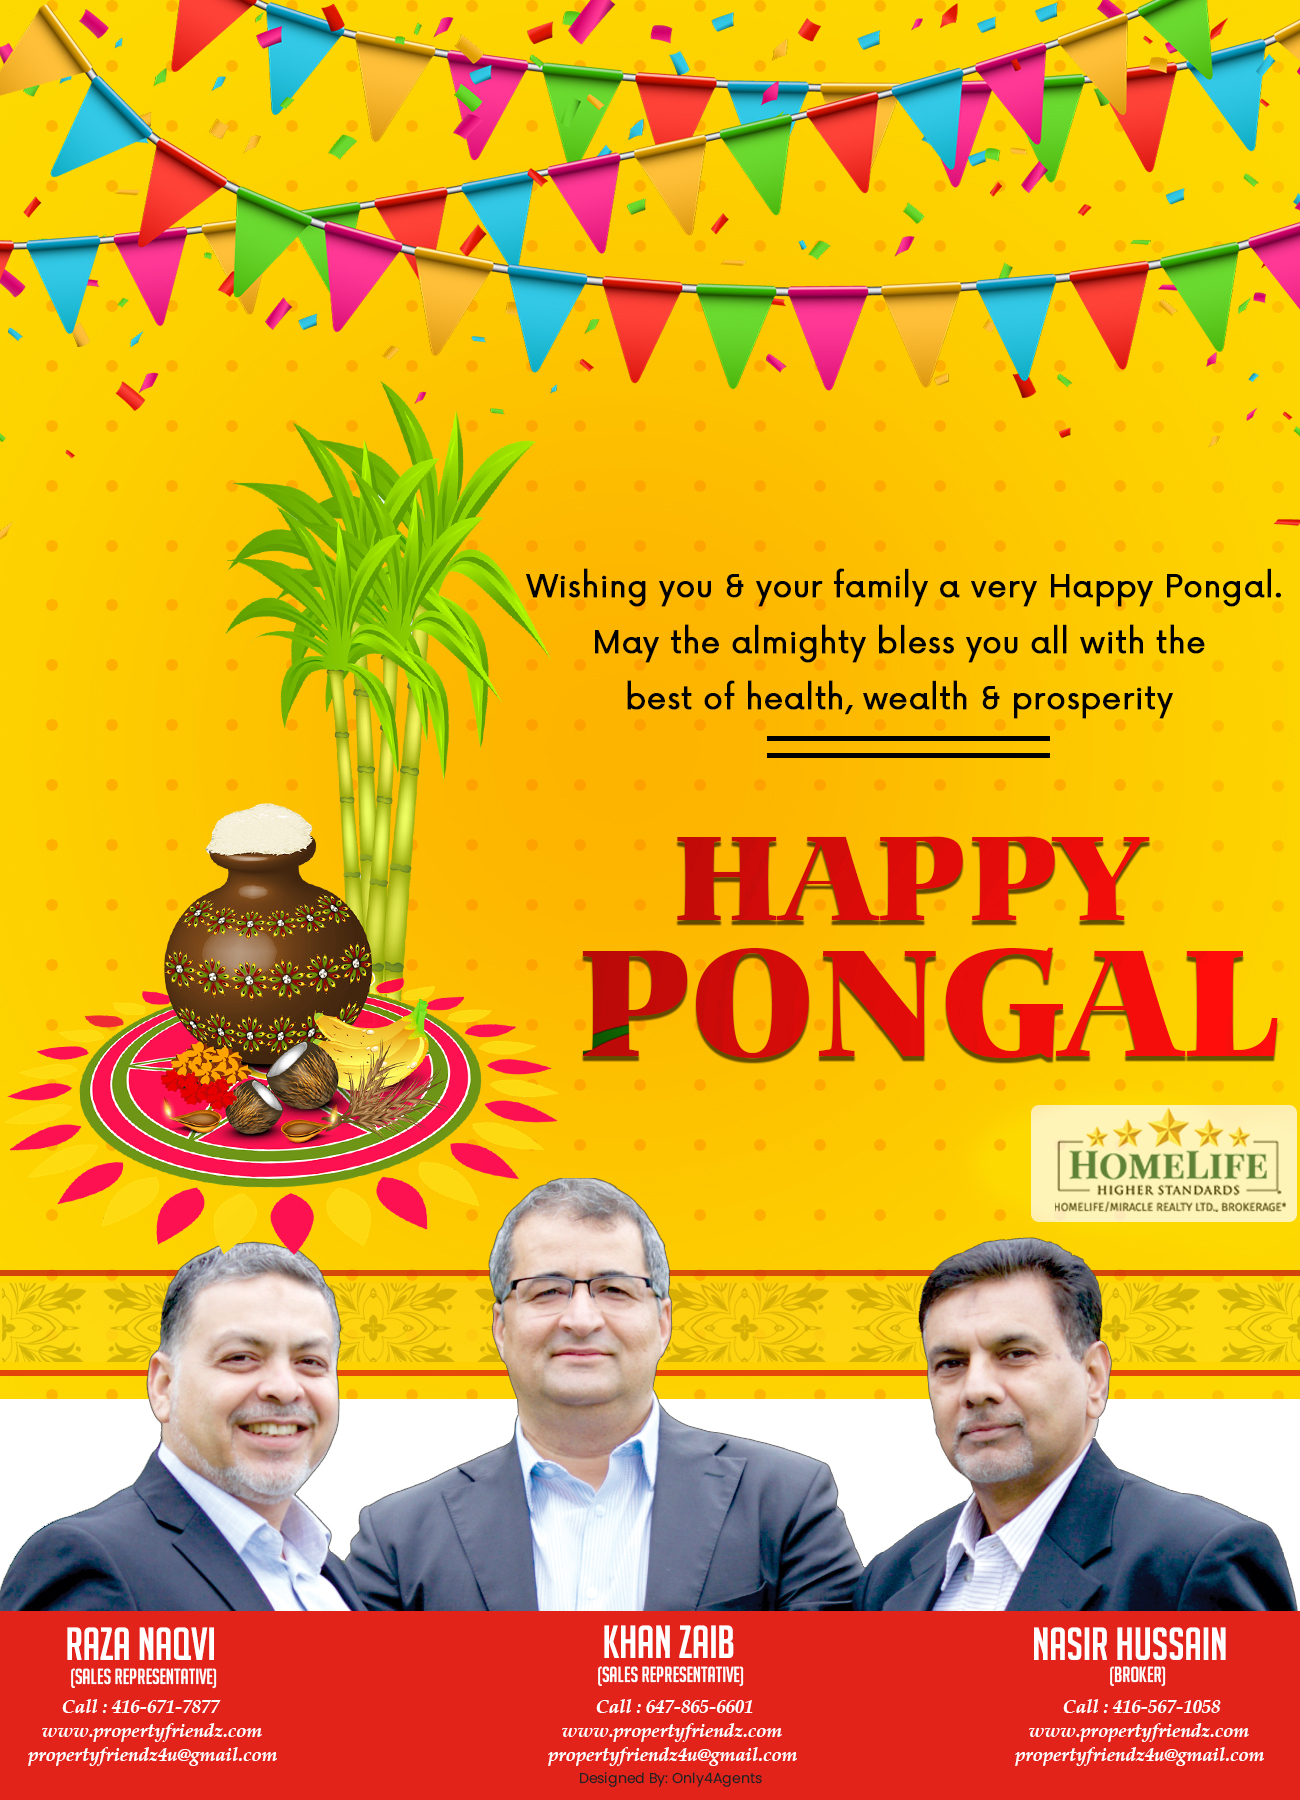 Wishing you & your family a very Happy Pongal.
May the almighty bless you all with the
best of health, wealth & prosperity
HAPPY
PONGAL
HOMELIFE
HIGHER STANDARDS
HOMELIFE/MIRACLE REALTY LTD., BROKERAGE*
RAZA NAQVI
(SALES REPRESENTATIVE)
Call : 416-671-7877
www.propertyfriendz.com
propertyfriendz4u@gmail.com
KHAN ZAIB
(SALES REPRESENTATIVE)
Call : 647-865-6601
www.propertyfriendz.com
propertyfriendz4u@gmail.com
NASIR HUSSAIN
(BROKER)
Call : 416-567-1058
www.propertyfriendz.com
propertyfriendz4u@gmail.com
Designed By: Only4Agents